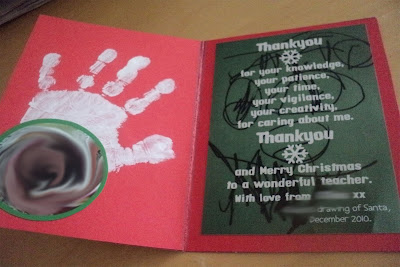 Thankyou
for your knowledge,
your patience,
your time,
your vigilance,
your creativity,
for caring about me.
Thankyou
and Merry Christmas
to a wonderful teacher.
With love from xx
drawing of Santa,
December 2010.